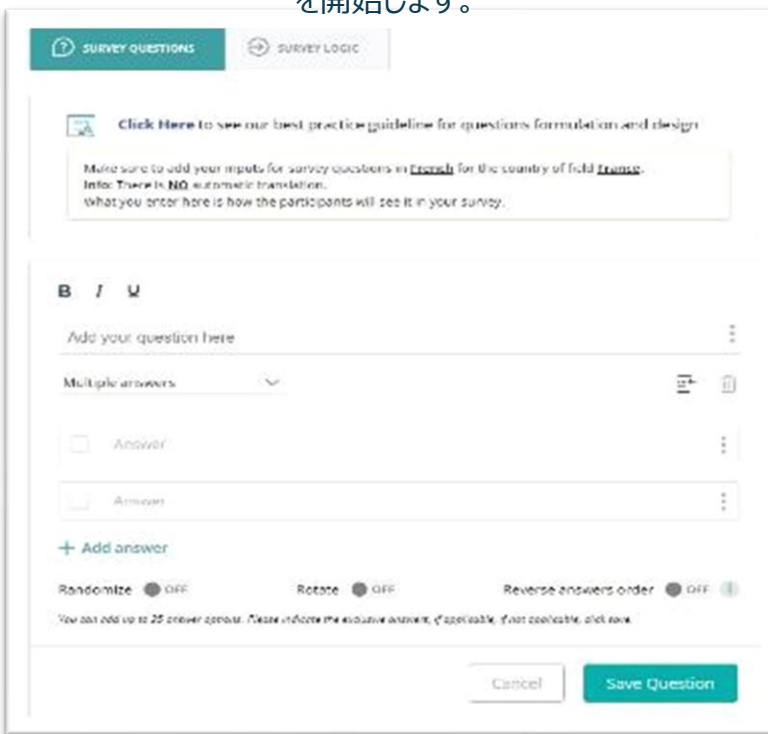 を開始します。
SURVEY QUESTIONS
SURVEY LOGIC
Click Here to see our best practice guideline for questions formulation and design
Make sure to add your inputs for survey questions in French for the country of field France.
Info: There is NO automatic translation.
What you enter here is how the participants will see it in your survey.
B I U
Add your question here
Multiple answers
Answer
Answer
+ Add answer
Randomize OFF Rotate OFF Reverse answers order OFF
You can add up to 25 answer options. Please indicate the exclusive answers, if applicable, if not applicable, click save.
Cancel Save Question